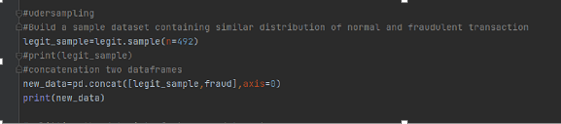 #udersampling
#Build a sample dataset containing similar distribution of normal and fraudulent transaction
legit_sample=legit.sample(n=492)
#print(legit_sample)
#concatenation two dataframes
new_data=pd.concat([legit_sample,fraud],axis=0)
print(new_data)